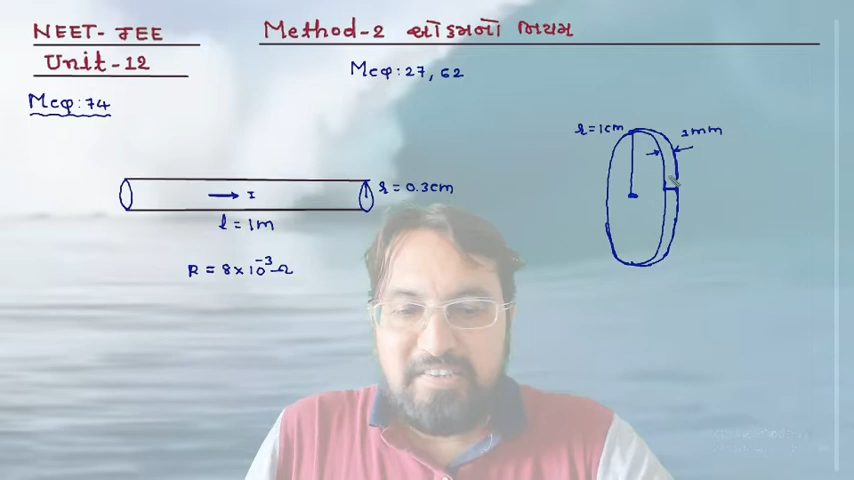 NEET-JEE
Method-2 ઓહમનો નિયમ
Unit-12
Mcq:27, 62
Mcq:74
r=1cm
1mm
r=0.3cm
I
l=1m
R=8×10⁻³Ω